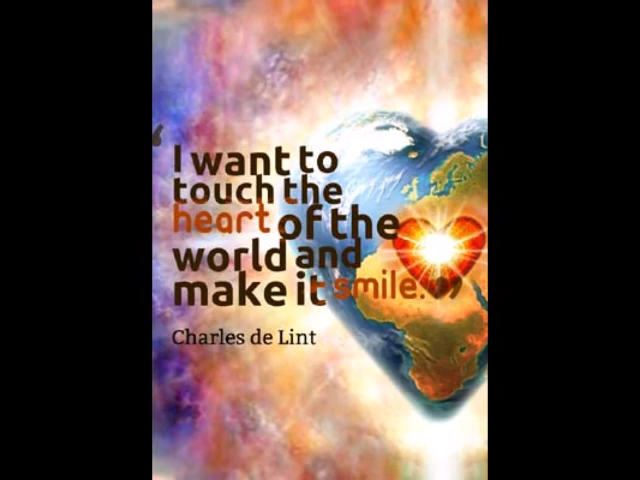 ‘
I want to
touch the
heart of the
world and
make it smile.”
Charles de Lint